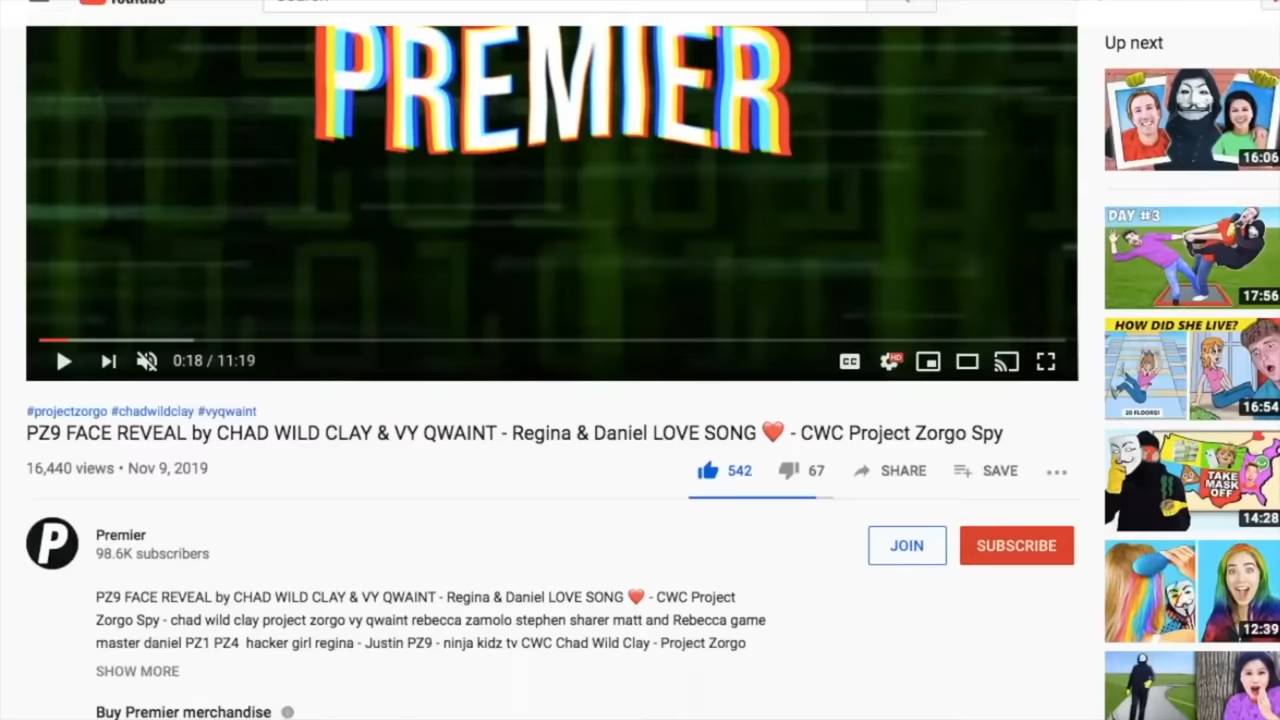 YouTube
Search
PREMIER
0:18 / 11:19
CC
HD
#projectzorgo #chadwildclay #vyqwaint
PZ9 FACE REVEAL by CHAD WILD CLAY & VY QWAINT - Regina & Daniel LOVE SONG ❤️ - CWC Project Zorgo Spy
16,440 views • Nov 9, 2019
542
67
SHARE
SAVE
P
Premier
98.6K subscribers
JOIN
SUBSCRIBE
PZ9 FACE REVEAL by CHAD WILD CLAY & VY QWAINT - Regina & Daniel LOVE SONG ❤️ - CWC Project
Zorgo Spy - chad wild clay project zorgo vy qwaint rebecca zamolo stephen sharer matt and Rebecca game
master daniel PZ1 PZ4 hacker girl regina - Justin PZ9 - ninja kidz tv CWC Chad Wild Clay - Project Zorgo
SHOW MORE
Buy Premier merchandise
Up next
16:06
DAY #3
17:56
HOW DID SHE LIVE?
20 FLOORS!
16:54
TAKE
MASK
OFF
14:28
12:39